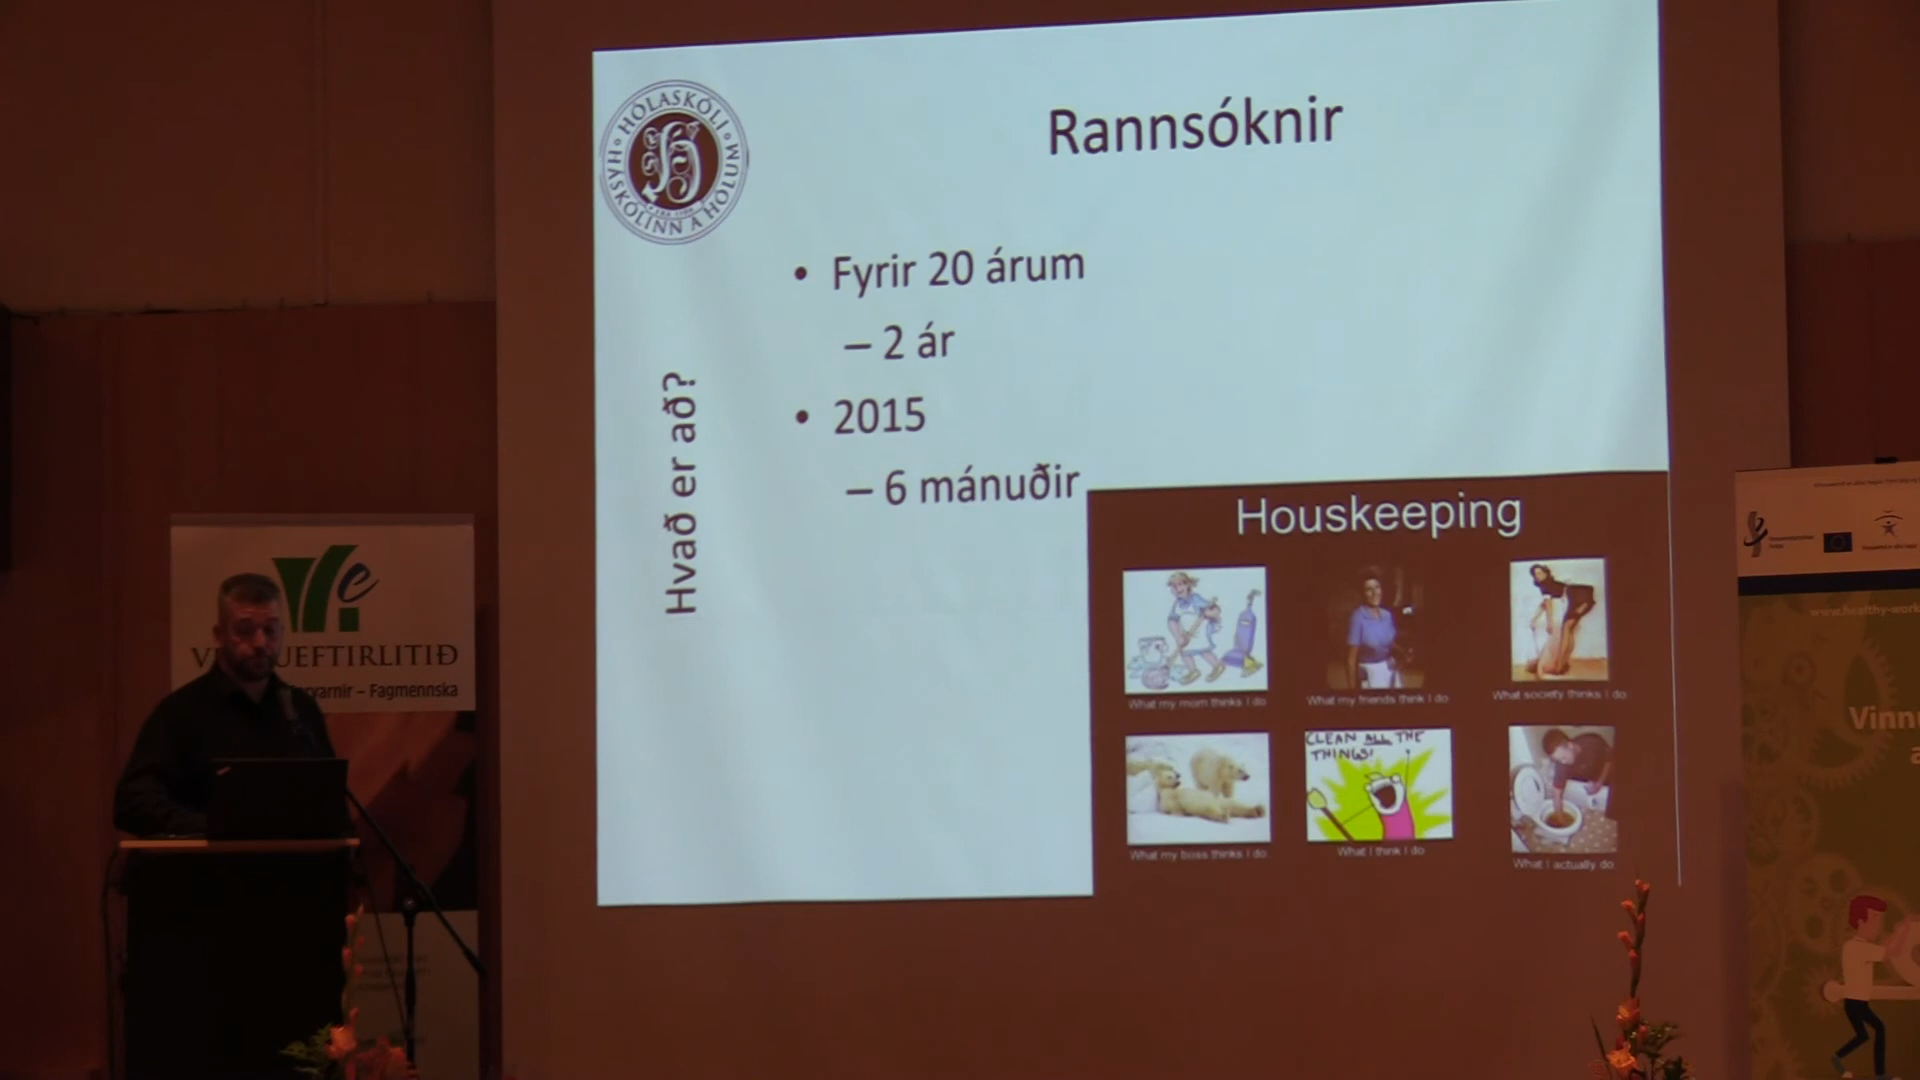 HÓLASKÓLI
HÁSKÓLINN Á HÓLUM
Rannsóknir
• Fyrir 20 árum
– 2 ár
• 2015
– 6 mánuðir
Hvað er að?
Houskeeping
What my mom thinks I do
What my friends think I do
What society thinks I do
CLEAN ALL THE
THINGS!
What my boss thinks I do
What I think I do
What I actually do
UEFTIRLITIÐ
– Fagmennska
Vinnu